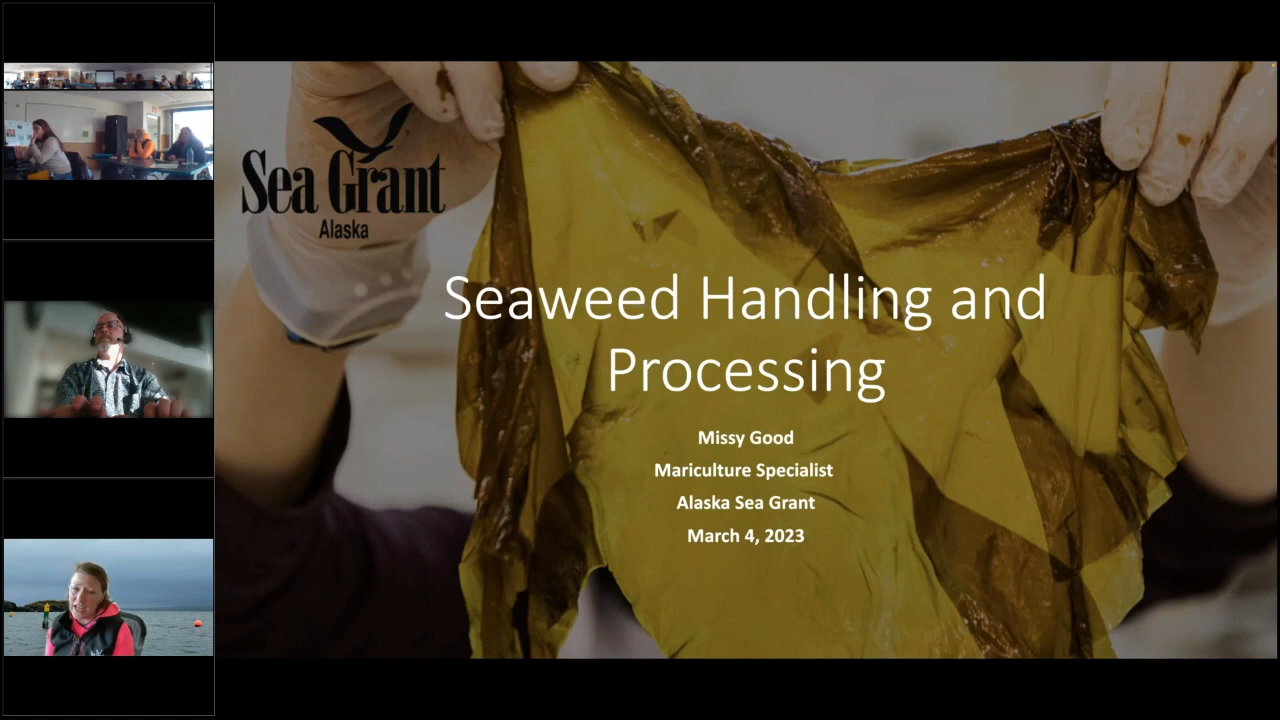 Sea Grant
Alaska
Seaweed Handling and
Processing
Missy Good
Mariculture Specialist
Alaska Sea Grant
March 4, 2023